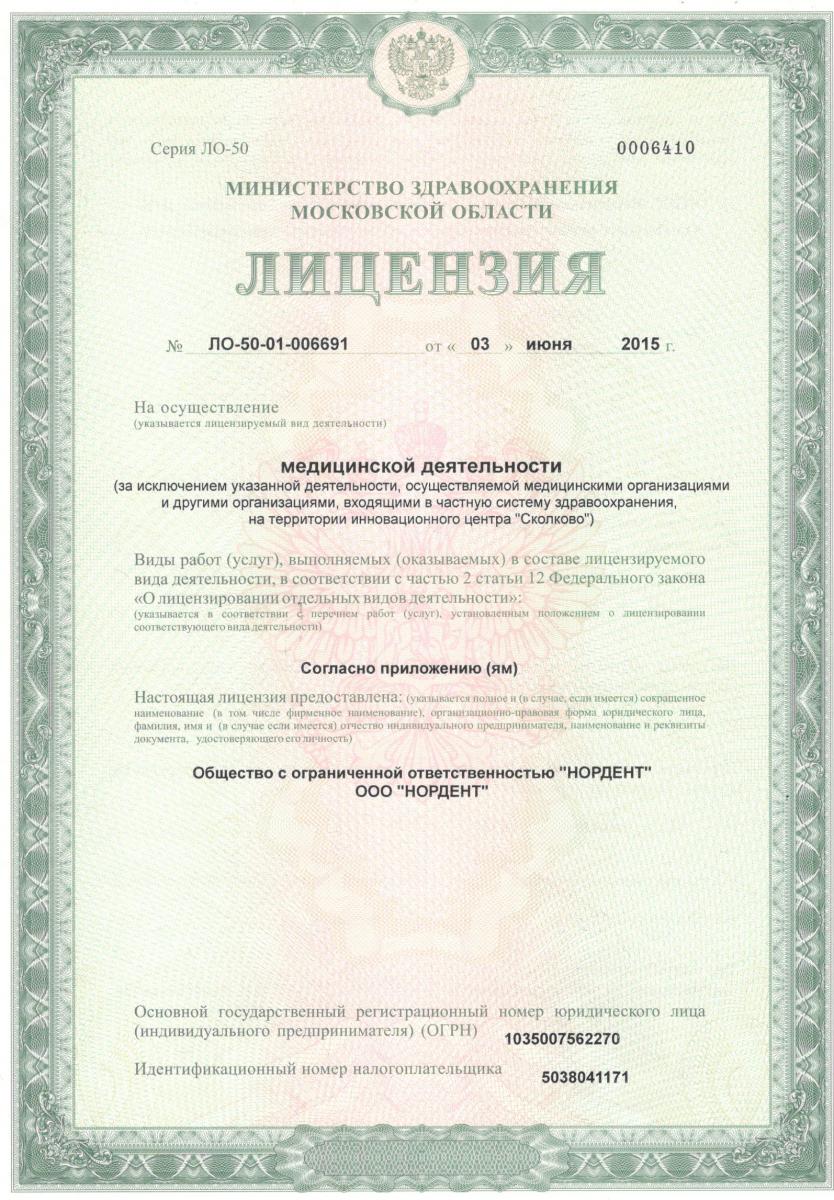 Серия ЛО-50
0006410
МИНИСТЕРСТВО ЗДРАВООХРАНЕНИЯ
МОСКОВСКОЙ ОБЛАСТИ
ЛИЦЕНЗИЯ
№ ЛО-50-01-006691 от « 03 » июня 2015 г.
На осуществление
(указывается лицензируемый вид деятельности)
медицинской деятельности
(за исключением указанной деятельности, осуществляемой медицинскими организациями
и другими организациями, входящими в частную систему здравоохранения,
на территории инновационного центра "Сколково")
Виды работ (услуг), выполняемых (оказываемых) в составе лицензируемого
вида деятельности, в соответствии с частью 2 статьи 12 Федерального закона
«О лицензировании отдельных видов деятельности»:
(указывается в соответствии с перечнем работ (услуг), установленным положением о лицензировании
соответствующего вида деятельности)
Согласно приложению (ям)
Настоящая лицензия предоставлена: (указывается полное и (в случае, если имеется) сокращенное
наименование (в том числе фирменное наименование), организационно-правовая форма юридического лица,
фамилия, имя и (в случае если имеется) отчество индивидуального предпринимателя, наименование и реквизиты
документа, удостоверяющего его личность)
Общество с ограниченной ответственностью "НОРДЕНТ"
ООО "НОРДЕНТ"
Основной государственный регистрационный номер юридического лица
(индивидуального предпринимателя) (ОГРН) 1035007562270
Идентификационный номер налогоплательщика 5038041171